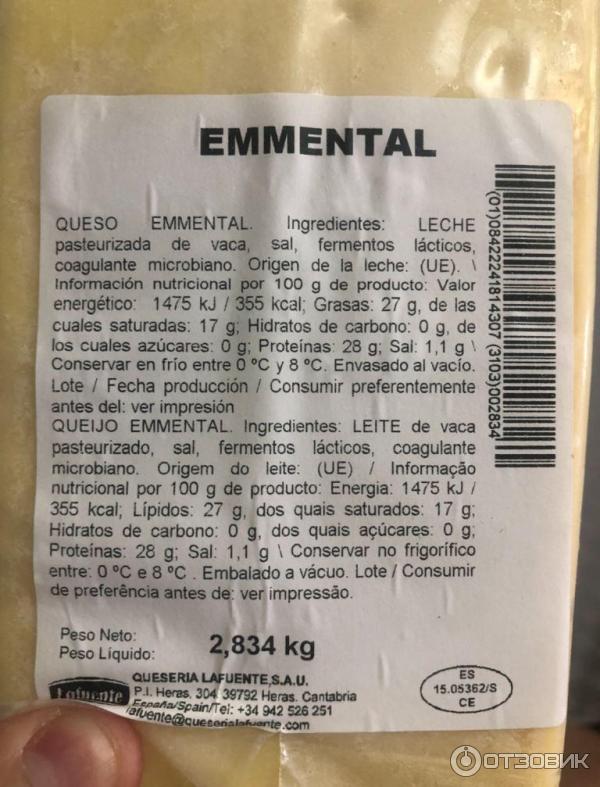 EMMENTAL
QUESO EMMENTAL. Ingredientes: LECHE
pasteurizada de vaca, sal, fermentos lácticos,
coagulante microbiano. Origen de la leche: (UE). \
Información nutricional por 100 g de producto: Valor
energético: 1475 kJ / 355 kcal; Grasas: 27 g, de las
cuales saturadas: 17 g; Hidratos de carbono: 0 g, de
los cuales azúcares: 0 g; Proteínas: 28 g; Sal: 1,1 g \
Conservar en frío entre 0 ºC y 8 ºC. Envasado al vacío.
Lote / Fecha producción / Consumir preferentemente
antes del: ver impresión
QUEIJO EMMENTAL. Ingredientes: LEITE de vaca
pasteurizado, sal, fermentos lácticos, coagulante
microbiano. Origem do leite: (UE) / Informação
nutricional por 100 g de producto: Energia: 1475 kJ /
355 kcal; Lípidos: 27 g, dos quais saturados: 17 g;
Hidratos de carbono: 0 g, dos quais açúcares: 0 g;
Proteínas: 28 g; Sal: 1,1 g \ Conservar no frigorífico
entre: 0 ºC e 8 ºC . Embalado a vácuo. Lote / Consumir
de preferência antes de: ver impressão.
(01)08422241814307 (3103)002834
Peso Neto:
Peso Líquido:
2,834 kg
Lafuente
QUESERIA LAFUENTE,S.A.U.
P.I. Heras, 304 39792 Heras. Cantabria
España/Spain/Tel: +34 942 526 251
lafuente@queserialafuente.com
ES
15.05362/S
CE
ОТЗОВИК